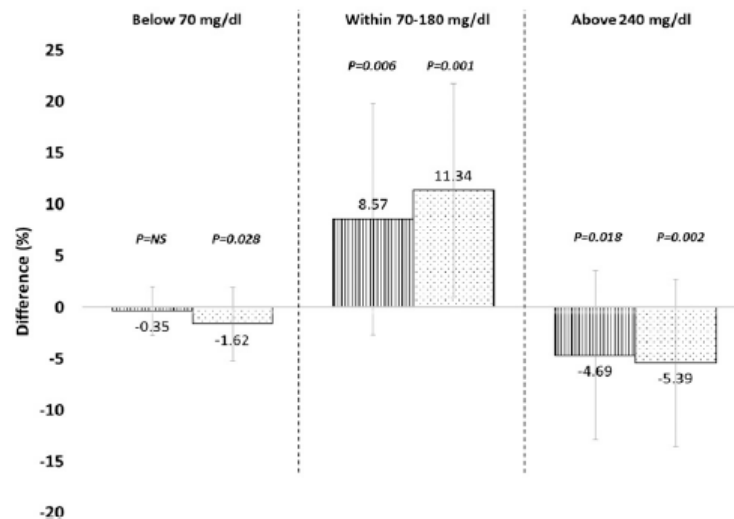 Below 70 mg/dl
Within 70-180 mg/dl
Above 240 mg/dl
Difference (%)
25
20
15
10
5
0
-5
-10
-15
-20
P=NS
P=0.028
-0.35
-1.62
P=0.006
P=0.001
8.57
11.34
P=0.018
P=0.002
-4.69
-5.39